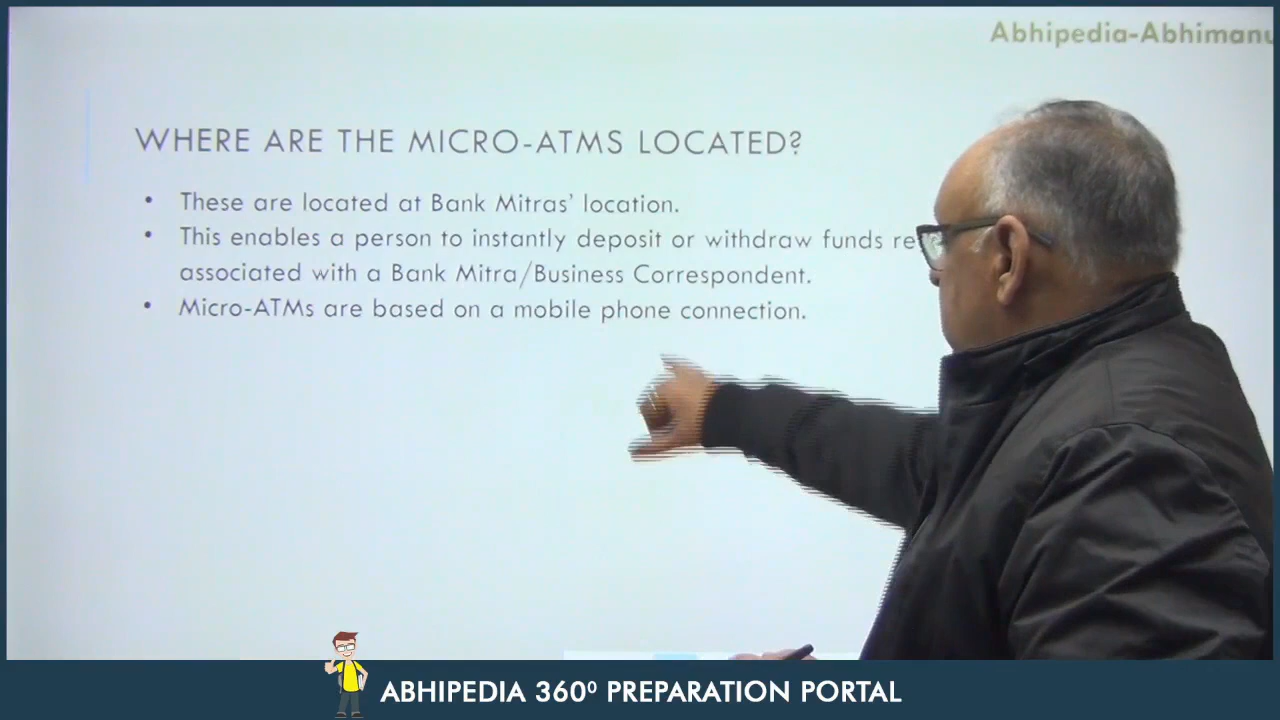 Abhipedia-Abhimanu
WHERE ARE THE MICRO-ATMS LOCATED?
• These are located at Bank Mitras’ location.
• This enables a person to instantly deposit or withdraw funds
associated with a Bank Mitra/Business Correspondent.
• Micro-ATMs are based on a mobile phone connection.
ABHIPEDIA 360⁰ PREPARATION PORTAL